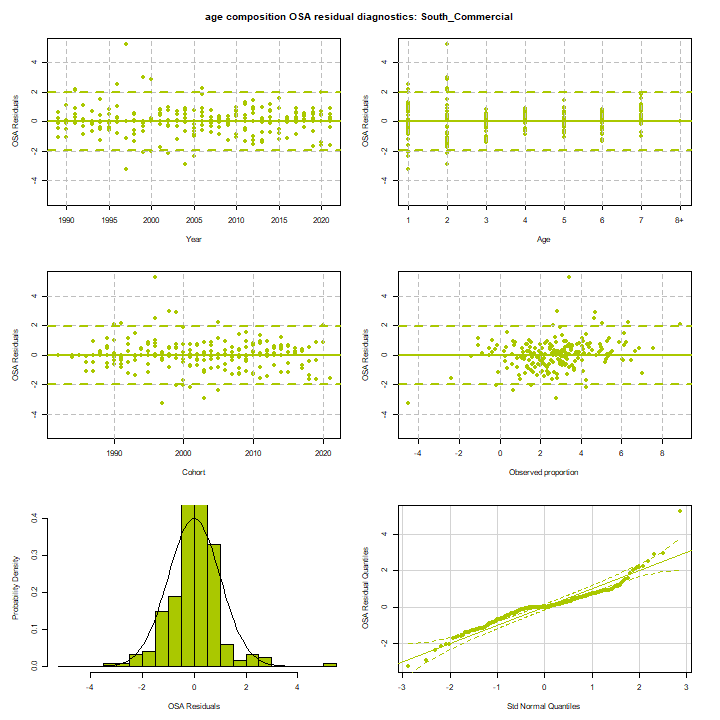 age composition OSA residual diagnostics: South_Commercial
OSA Residuals
4
2
0
-2
-4
1990 1995 2000 2005 2010 2015 2020
Year
OSA Residuals
4
2
0
-2
-4
1 2 3 4 5 6 7 8+
Age
OSA Residuals
4
2
0
-2
-4
1990 2000 2010 2020
Cohort
OSA Residuals
4
2
0
-2
-4
-4 -2 0 2 4 6 8
Observed proportion
Probability Density
0.4
0.3
0.2
0.1
0.0
-4 -2 0 2 4
OSA Residuals
OSA Residual Quantiles
4
2
0
-2
-3 -2 -1 0 1 2 3
Std Normal Quantiles